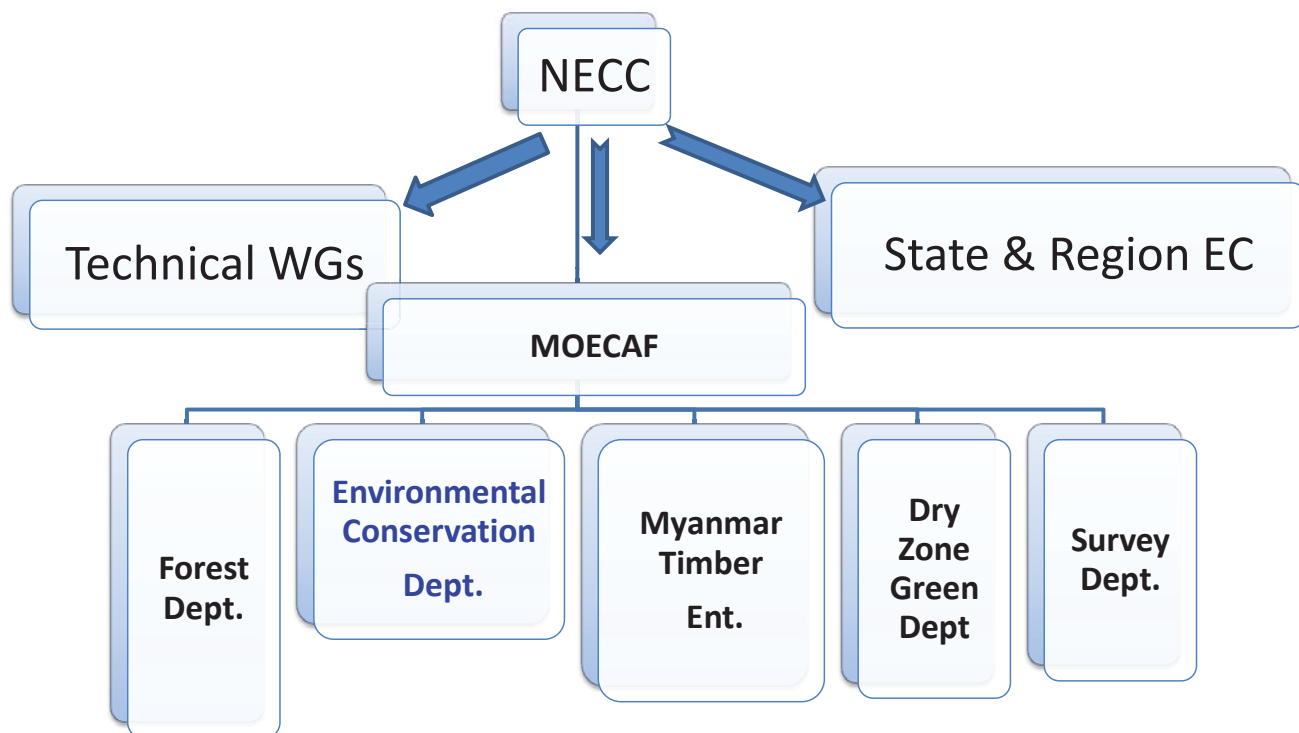 NECC
Technical WGs
State & Region EC
MOECAF
Forest
Dept.
Environmental
Conservation
Dept.
Myanmar
Timber
Ent.
Dry
Zone
Green
Dept
Survey
Dept.